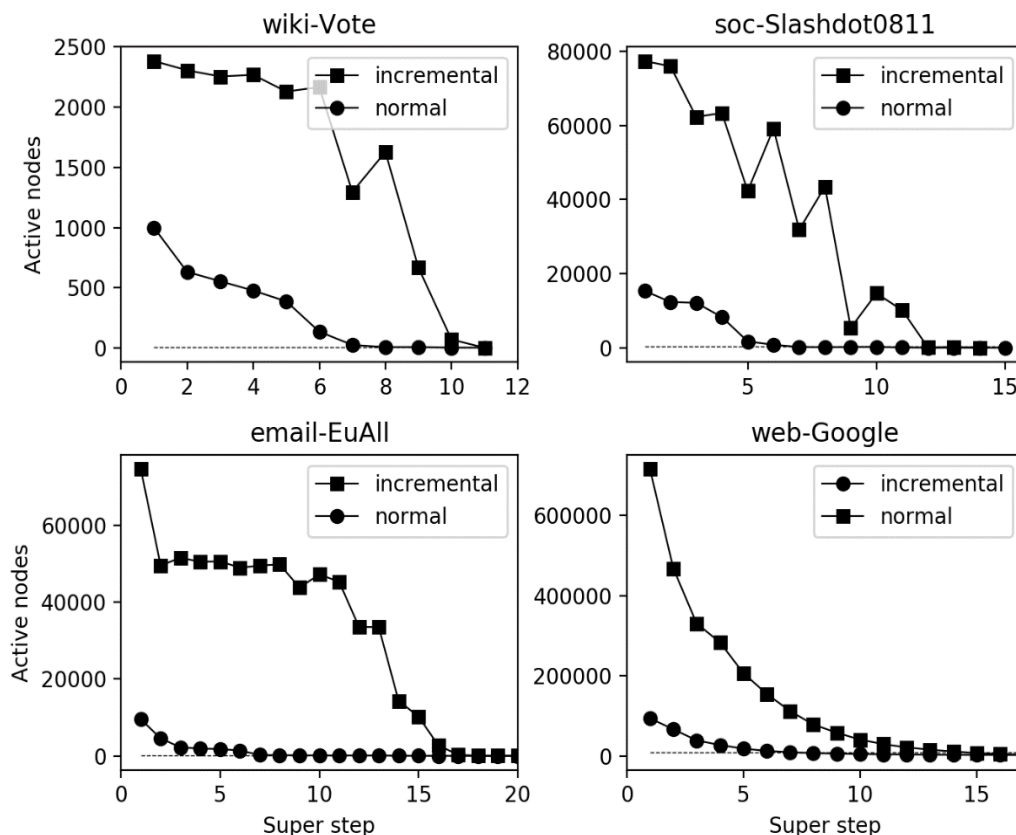 wiki-Vote
2500
2000
1500
1000
500
0
Active nodes
incremental
normal
0 2 4 6 8 10 12
soc-Slashdot0811
80000
60000
40000
20000
0
incremental
normal
5 10 15
email-EuAll
60000
40000
20000
0
Active nodes
incremental
normal
0 5 10 15 20
Super step
web-Google
600000
400000
200000
0
incremental
normal
0 5 10 15
Super step